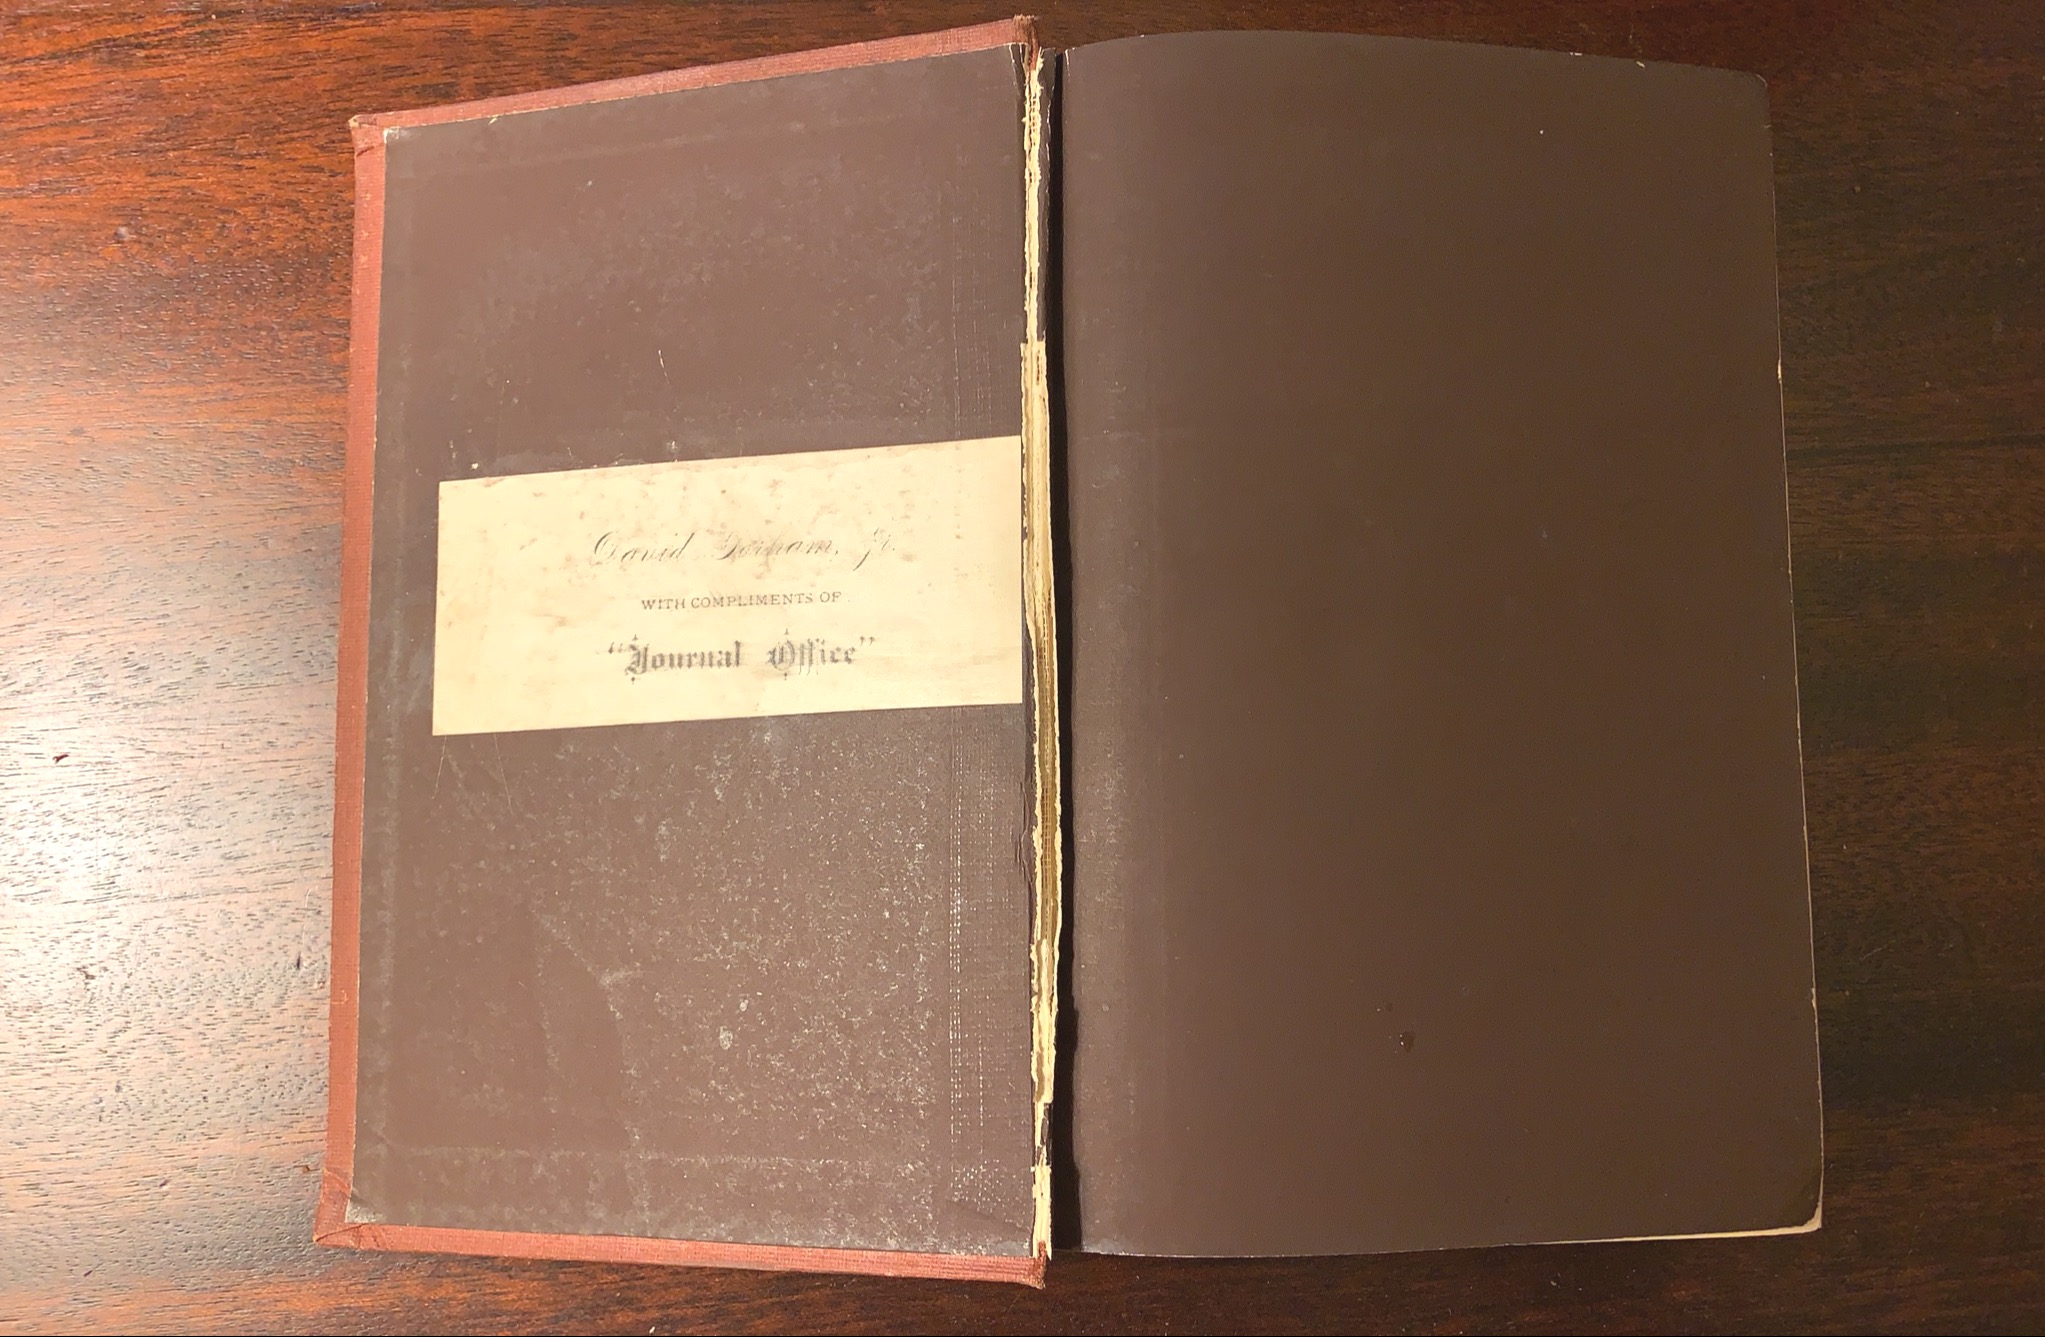 David Gorham, Jr.
WITH COMPLIMENTS OF
"Journal Office"